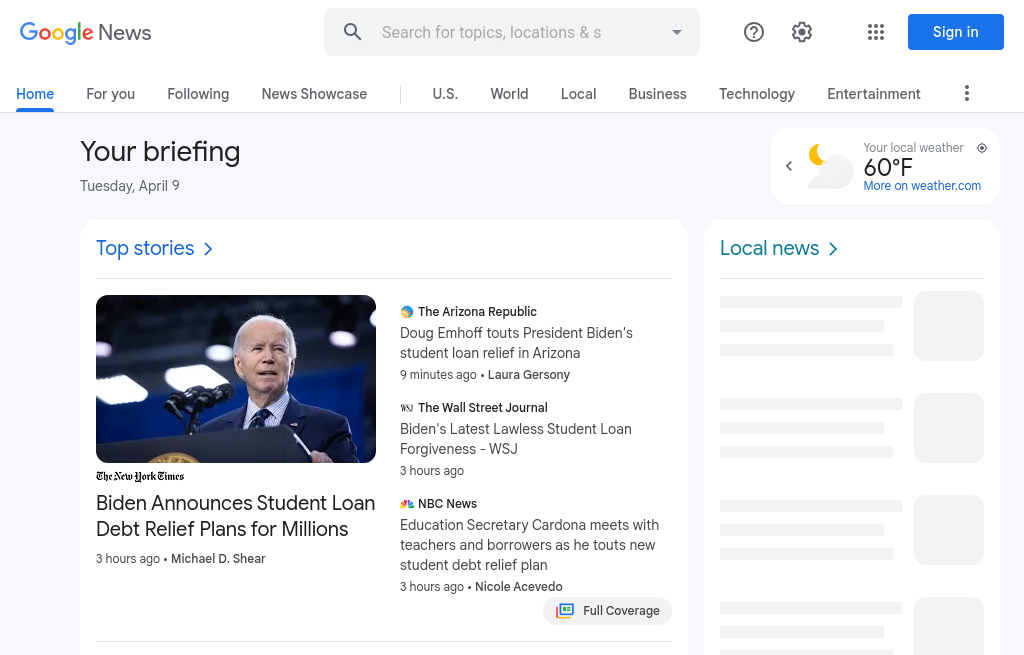 Google News
Search for topics, locations & s
Sign in
Home
For you
Following
News Showcase
U.S.
World
Local
Business
Technology
Entertainment
Your briefing
Tuesday, April 9
Your local weather
60°F
More on weather.com
Top stories
The New York Times
Biden Announces Student Loan
Debt Relief Plans for Millions
3 hours ago • Michael D. Shear
The Arizona Republic
Doug Emhoff touts President Biden's
student loan relief in Arizona
9 minutes ago • Laura Gersony
WSJ The Wall Street Journal
Biden's Latest Lawless Student Loan
Forgiveness - WSJ
3 hours ago
NBC News
Education Secretary Cardona meets with
teachers and borrowers as he touts new
student debt relief plan
3 hours ago • Nicole Acevedo
Full Coverage
Local news